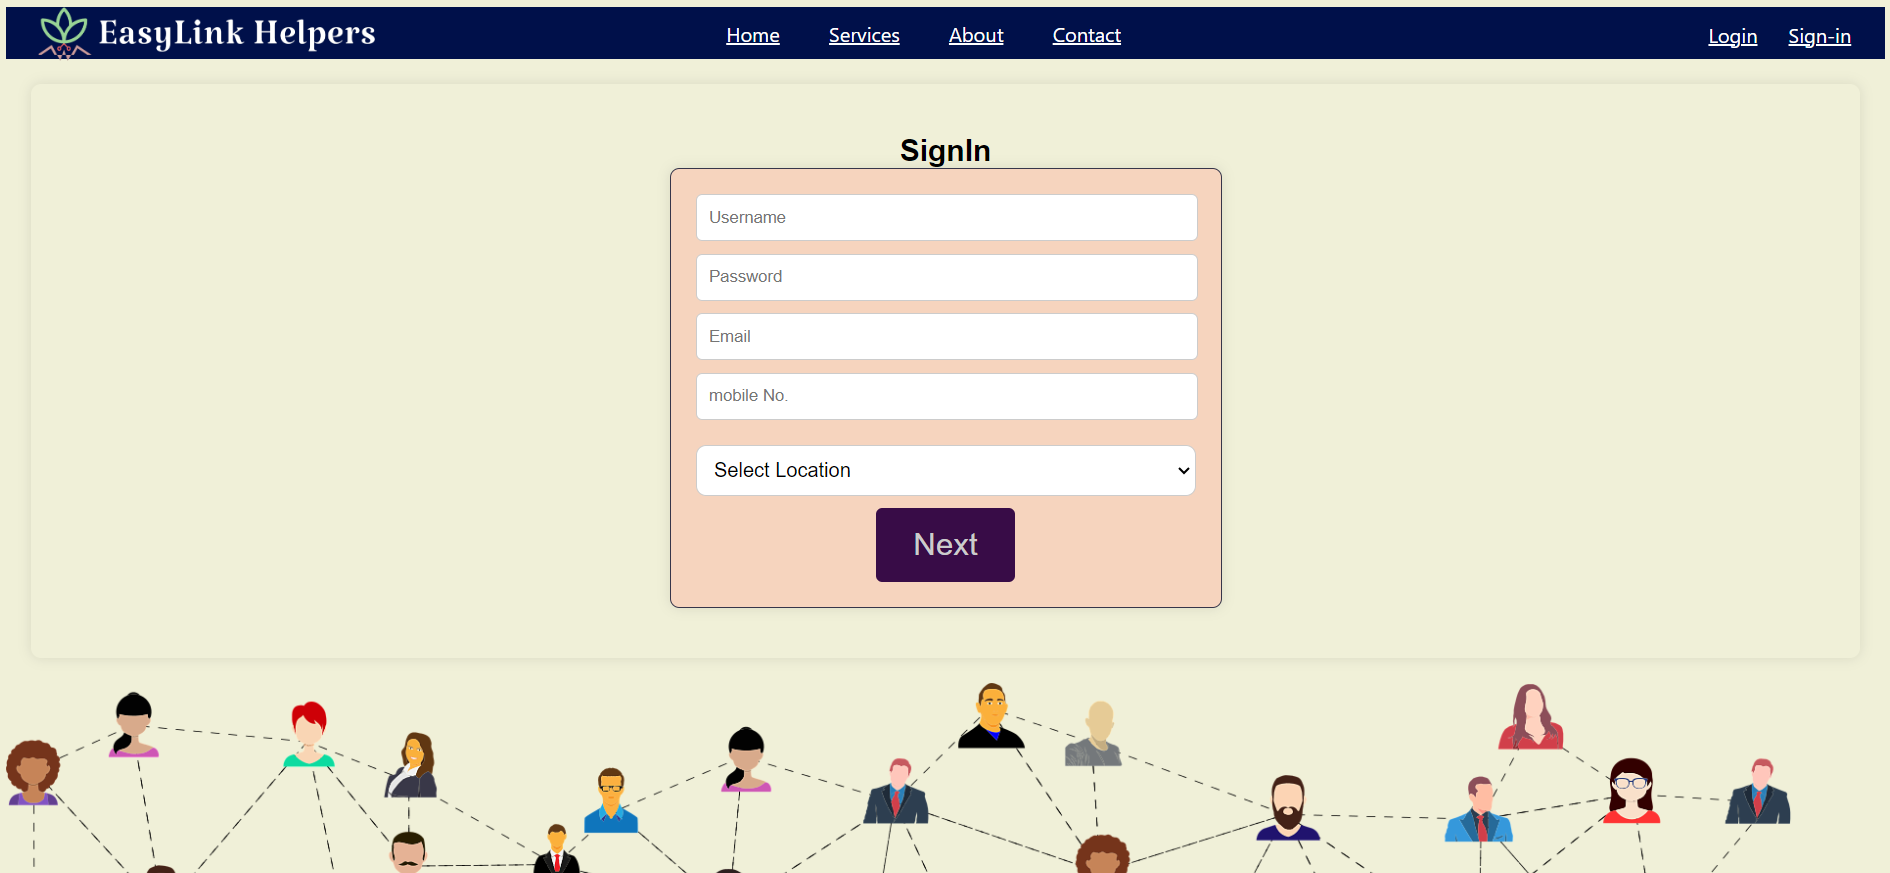 EasyLink Helpers
Home Services About Contact
Login Sign-in
SignIn
Username
Password
Email
mobile No.
Select Location
Next